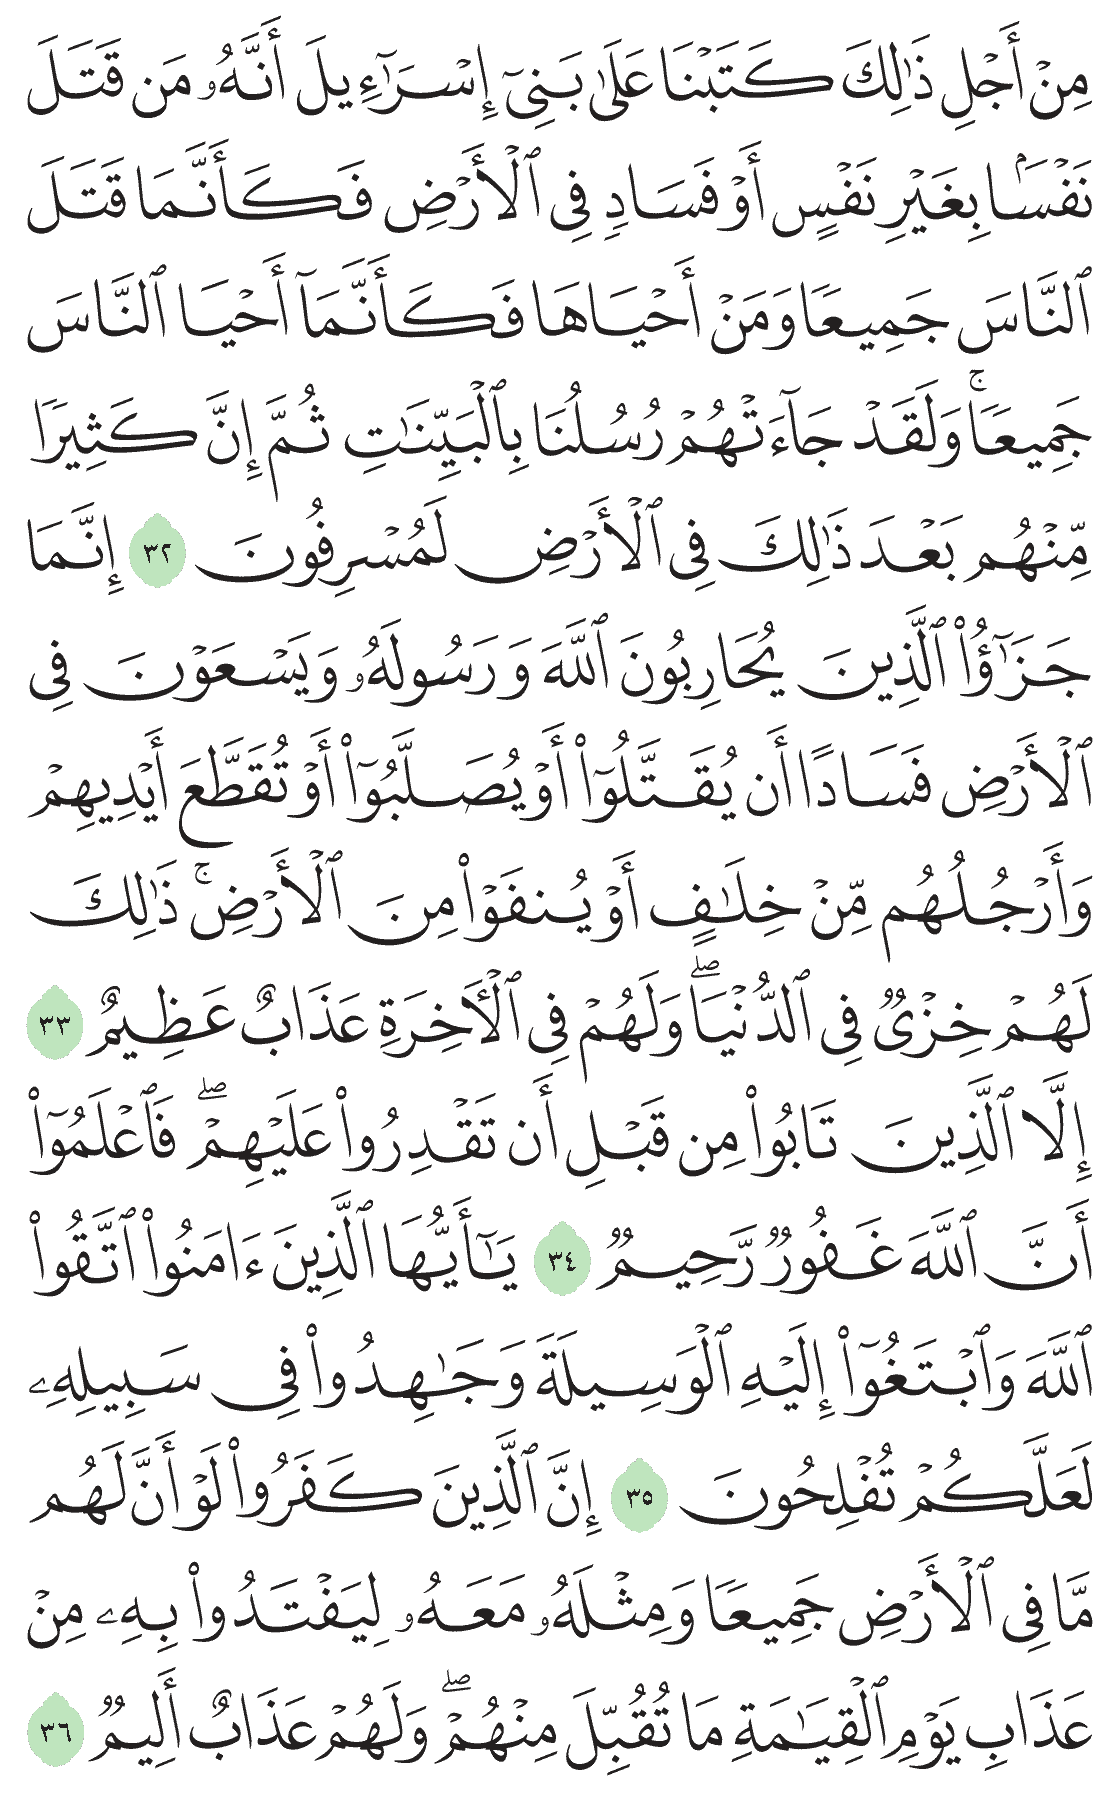 مِنۡ أَجۡلِ ذَٰلِكَ كَتَبۡنَا عَلَىٰ بَنِيٓ إِسۡرَٰٓءِيلَ أَنَّهُۥ مَن قَتَلَ
نَفۡسَۢا بِغَيۡرِ نَفۡسٍ أَوۡ فَسَادٖ فِي ٱلۡأَرۡضِ فَكَأَنَّمَا قَتَلَ
ٱلنَّاسَ جَمِيعٗا وَمَنۡ أَحۡيَاهَا فَكَأَنَّمَآ أَحۡيَا ٱلنَّاسَ
جَمِيعٗاۚ وَلَقَدۡ جَآءَتۡهُمۡ رُسُلُنَا بِٱلۡبَيِّنَٰتِ ثُمَّ إِنَّ كَثِيرٗا
مِّنۡهُم بَعۡدَ ذَٰلِكَ فِي ٱلۡأَرۡضِ لَمُسۡرِفُونَ ٣٢ إِنَّمَا
جَزَٰٓؤُاْ ٱلَّذِينَ يُحَارِبُونَ ٱللَّهَ وَرَسُولَهُۥ وَيَسۡعَوۡنَ فِي
ٱلۡأَرۡضِ فَسَادًا أَن يُقَتَّلُوٓاْ أَوۡ يُصَلَّبُوٓاْ أَوۡ تُقَطَّعَ أَيۡدِيهِمۡ
وَأَرۡجُلُهُم مِّنۡ خِلَٰفٍ أَوۡ يُنفَوۡاْ مِنَ ٱلۡأَرۡضِۚ ذَٰلِكَ
لَهُمۡ خِزۡيٞ فِي ٱلدُّنۡيَاۖ وَلَهُمۡ فِي ٱلۡأٓخِرَةِ عَذَابٌ عَظِيمٌ ٣٣
إِلَّا ٱلَّذِينَ تَابُواْ مِن قَبۡلِ أَن تَقۡدِرُواْ عَلَيۡهِمۡۖ فَٱعۡلَمُوٓاْ
أَنَّ ٱللَّهَ غَفُورٞ رَّحِيمٞ ٣٤ يَٰٓأَيُّهَا ٱلَّذِينَ ءَامَنُواْ ٱتَّقُواْ
ٱللَّهَ وَٱبۡتَغُوٓاْ إِلَيۡهِ ٱلۡوَسِيلَةَ وَجَٰهِدُواْ فِي سَبِيلِهِۦ
لَعَلَّكُمۡ تُفۡلِحُونَ ٣٥ إِنَّ ٱلَّذِينَ كَفَرُواْ لَوۡ أَنَّ لَهُم
مَّا فِي ٱلۡأَرۡضِ جَمِيعٗا وَمِثۡلَهُۥ مَعَهُۥ لِيَفۡتَدُواْ بِهِۦ مِنۡ
عَذَابِ يَوۡمِ ٱلۡقِيَٰمَةِ مَا تُقُبِّلَ مِنۡهُمۡۖ وَلَهُمۡ عَذَابٌ أَلِيمٞ ٣٦